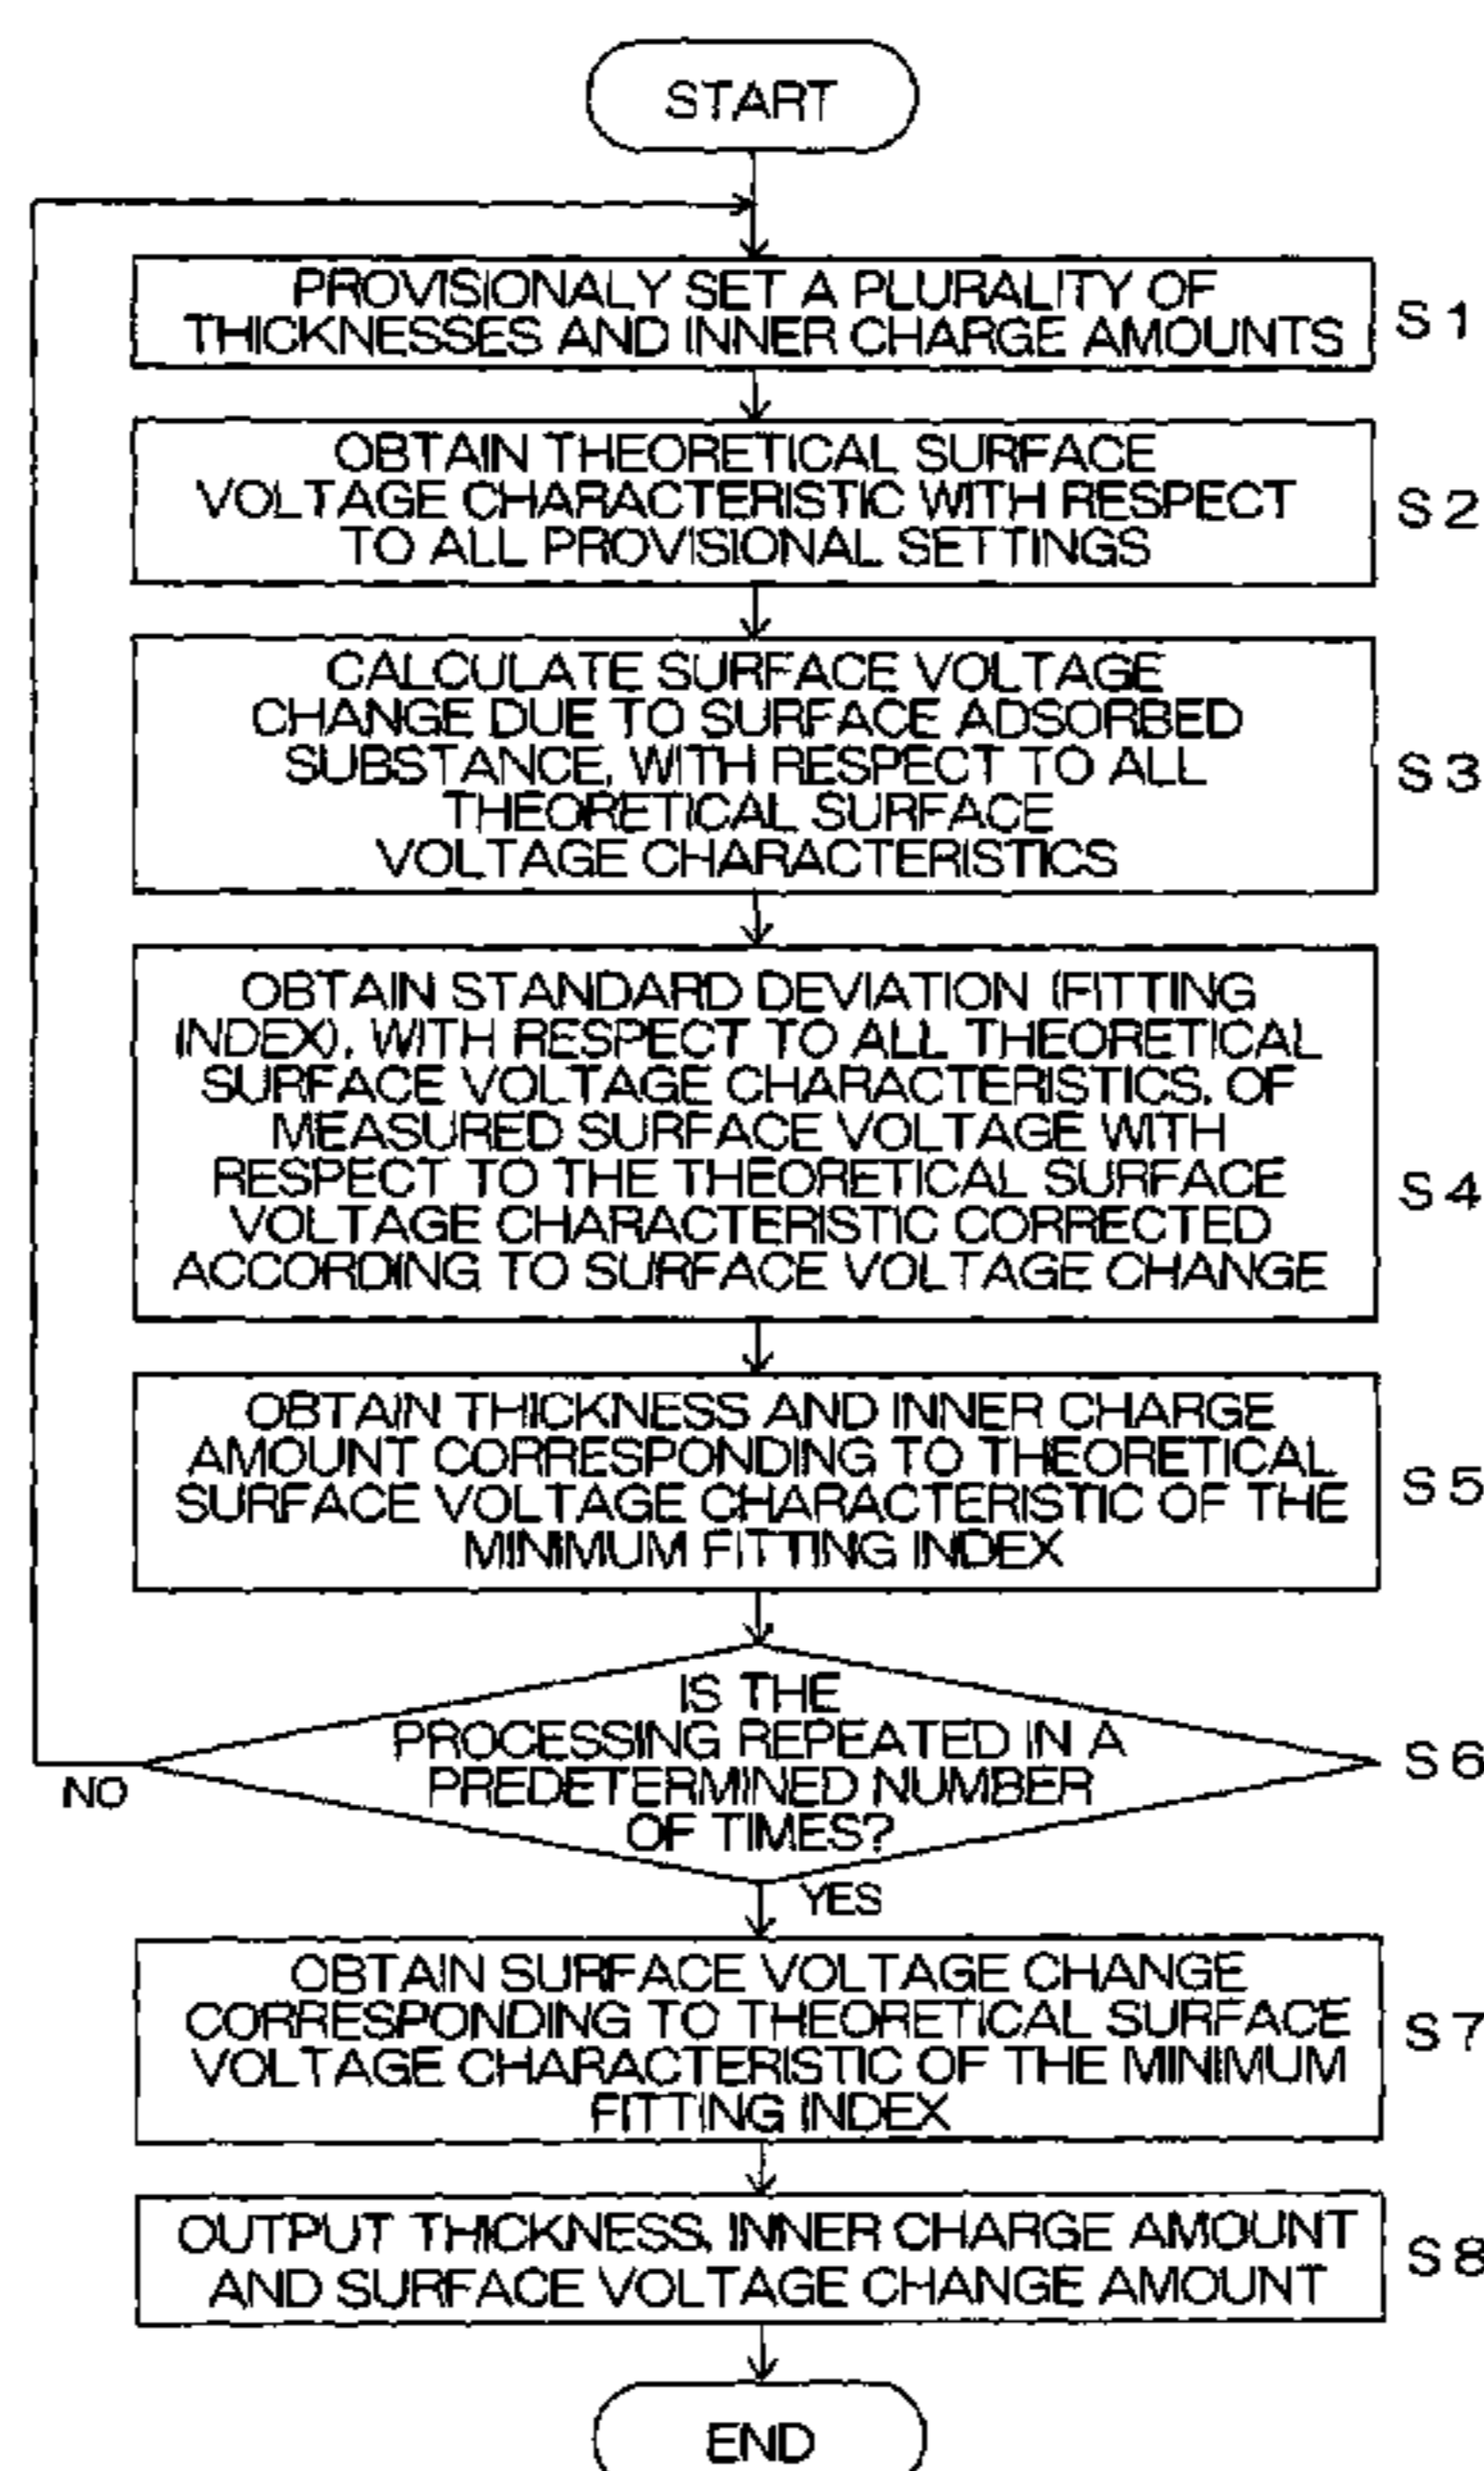 START
PROVISIONALY SET A PLURALITY OF
THICKNESSES AND INNER CHARGE AMOUNTS
S1
OBTAIN THEORETICAL SURFACE
VOLTAGE CHARACTERISTIC WITH RESPECT
TO ALL PROVISIONAL SETTINGS
S2
CALCULATE SURFACE VOLTAGE
CHANGE DUE TO SURFACE ADSORBED
SUBSTANCE, WITH RESPECT TO ALL
THEORETICAL SURFACE
VOLTAGE CHARACTERISTICS
S3
OBTAIN STANDARD DEVIATION (FITTING
INDEX), WITH RESPECT TO ALL THEORETICAL
SURFACE VOLTAGE CHARACTERISTICS, OF
MEASURED SURFACE VOLTAGE WITH
RESPECT TO THE THEORETICAL SURFACE
VOLTAGE CHARACTERISTIC CORRECTED
ACCORDING TO SURFACE VOLTAGE CHANGE
S4
OBTAIN THICKNESS AND INNER CHARGE
AMOUNT CORRESPONDING TO THEORETICAL
SURFACE VOLTAGE CHARACTERISTIC OF THE
MINIMUM FITTING INDEX
S5
IS THE
PROCESSING REPEATED IN A
PREDETERMINED NUMBER
OF TIMES?
S6
NO
YES
OBTAIN SURFACE VOLTAGE CHANGE
CORRESPONDING TO THEORETICAL SURFACE
VOLTAGE CHARACTERISTIC OF THE MINIMUM
FITTING INDEX
S7
OUTPUT THICKNESS, INNER CHARGE AMOUNT
AND SURFACE VOLTAGE CHANGE AMOUNT
S8
END